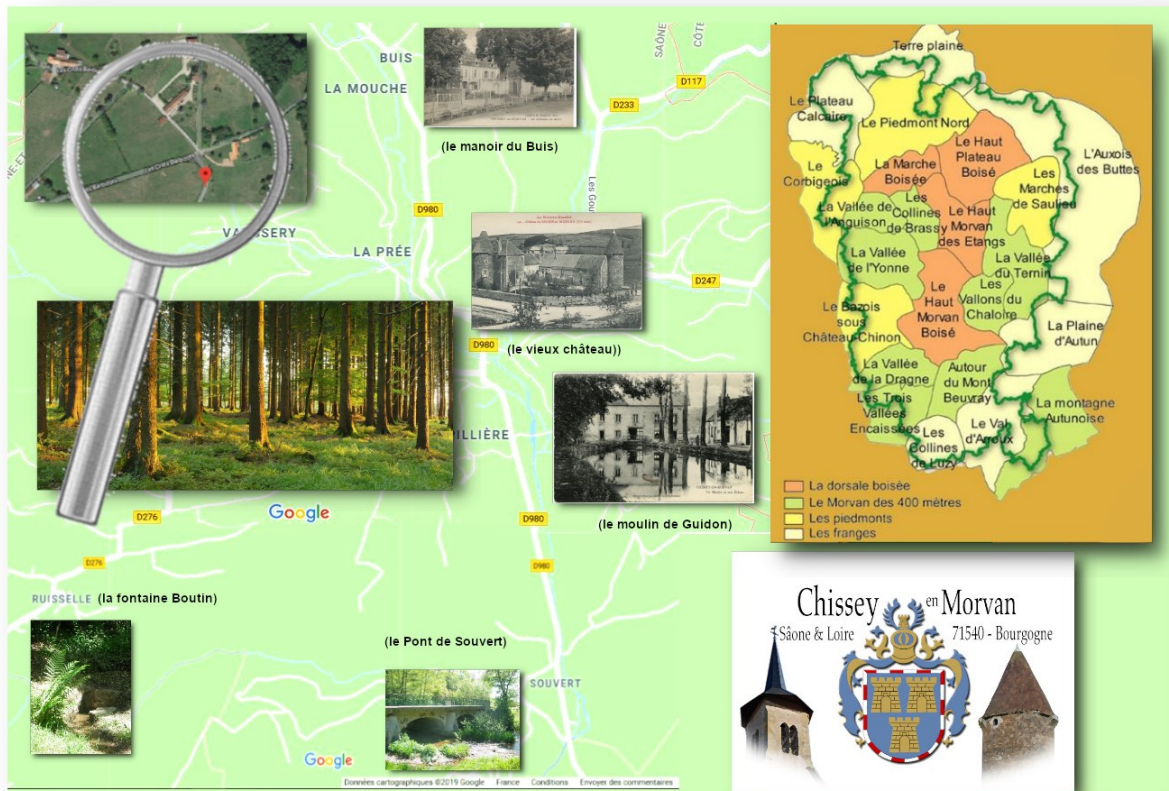 BUIS
LA MOUCHE
(le manoir du Buis)
SAÔNE
CÔTE
D117
D233
D980
Les Gou
VAUSSERY
LA PRÉE
D247
D980
(le vieux château))
ILLIÈRE
D276
Google
D980
(le moulin de Guidon)
D276
D980
RUISSELLE (la fontaine Boutin)
(le Pont de Souvert)
SOUVERT
Google
Données cartographiques ©2019 Google France Conditions Envoyer des commentaires
Terre plaine
Le Plateau
Calcaire
Le Piedmont Nord
Le Haut
Plateau
Boisé
L'Auxois
des Buttes
Le
Corbigeois
La Marche
Boisée
Les
Marches
de Saulieu
La Vallée de
l'Anguison
Les
Collines
de Brassy
Le Haut
Morvan
des Etangs
La Vallée
de l'Yonne
La Vallée
du Ternin
Le
Haut
Morvan
Boisé
Les
Vallons du
Chaloire
Le Bazois
sous
Château-Chinon
La Plaine
d'Autun
La Vallée
de la Dragne
Autour
du Mont
Beuvray
Les Trois
Vallées
Encaissées
La montagne
Autunoise
Les
Collines
de Luzy
Le Val
d'Arroux
La dorsale boisée
Le Morvan des 400 mètres
Les piedmonts
Les franges
Chissey en Morvan
Sâone & Loire 71540 - Bourgogne